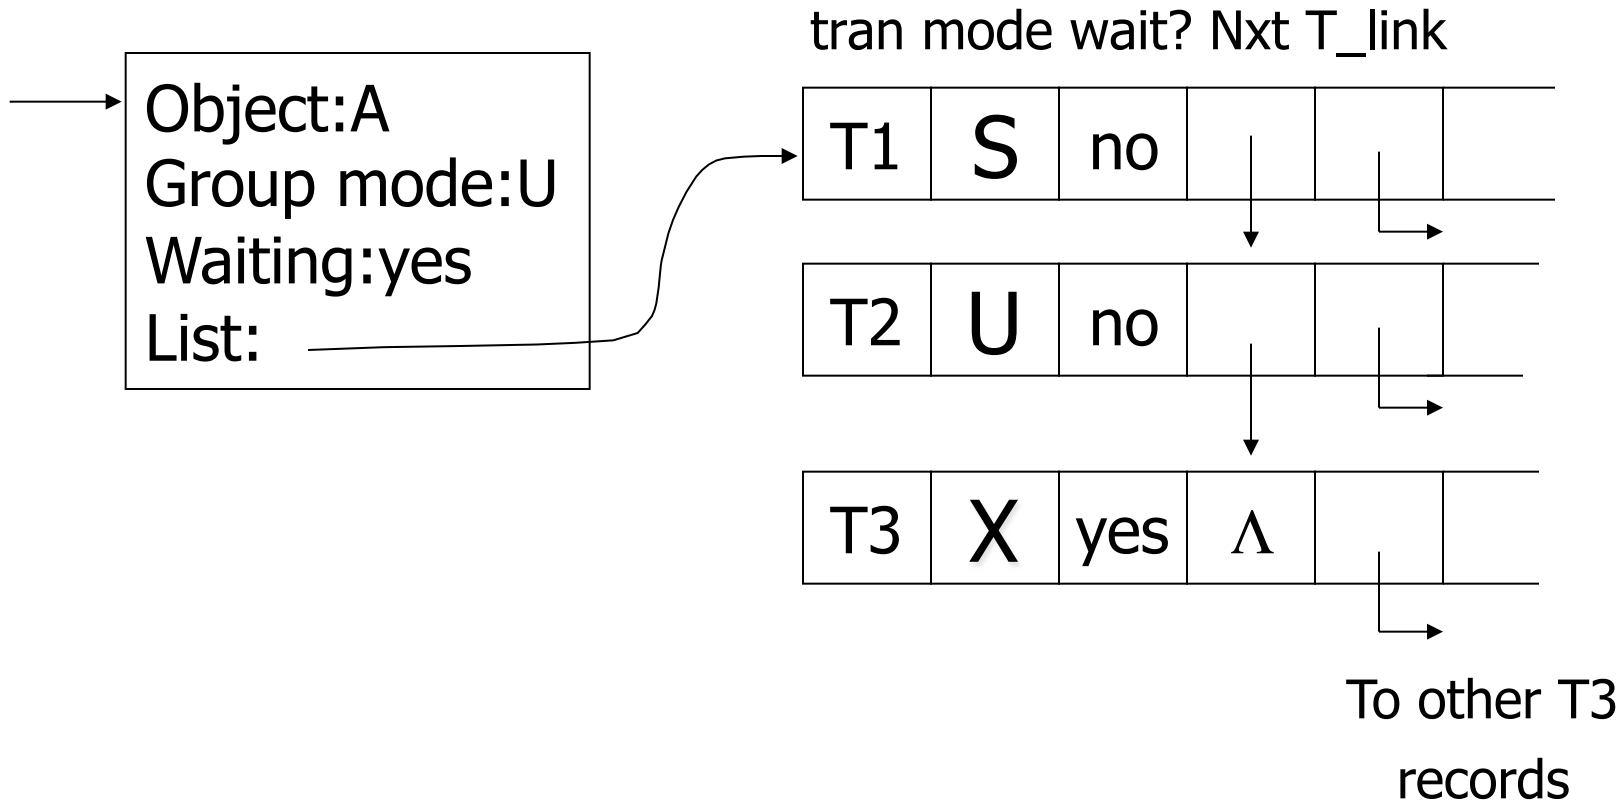 tran mode wait? Nxt T_link
Object:A
Group mode:U
Waiting:yes
List:
T1 S no
T2 U no
T3 X yes Λ
To other T3
records